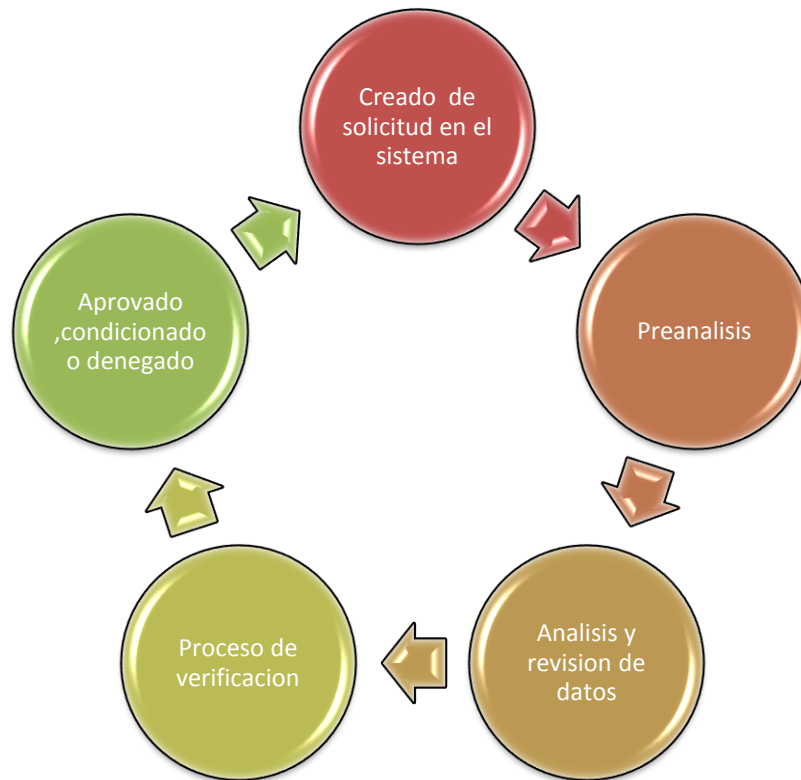 Creado  de
solicitud en el
sistema
Preanalisis
Analisis y
revision de
datos
Proceso de
verificacion
Aprovado
,condicionado
o denegado